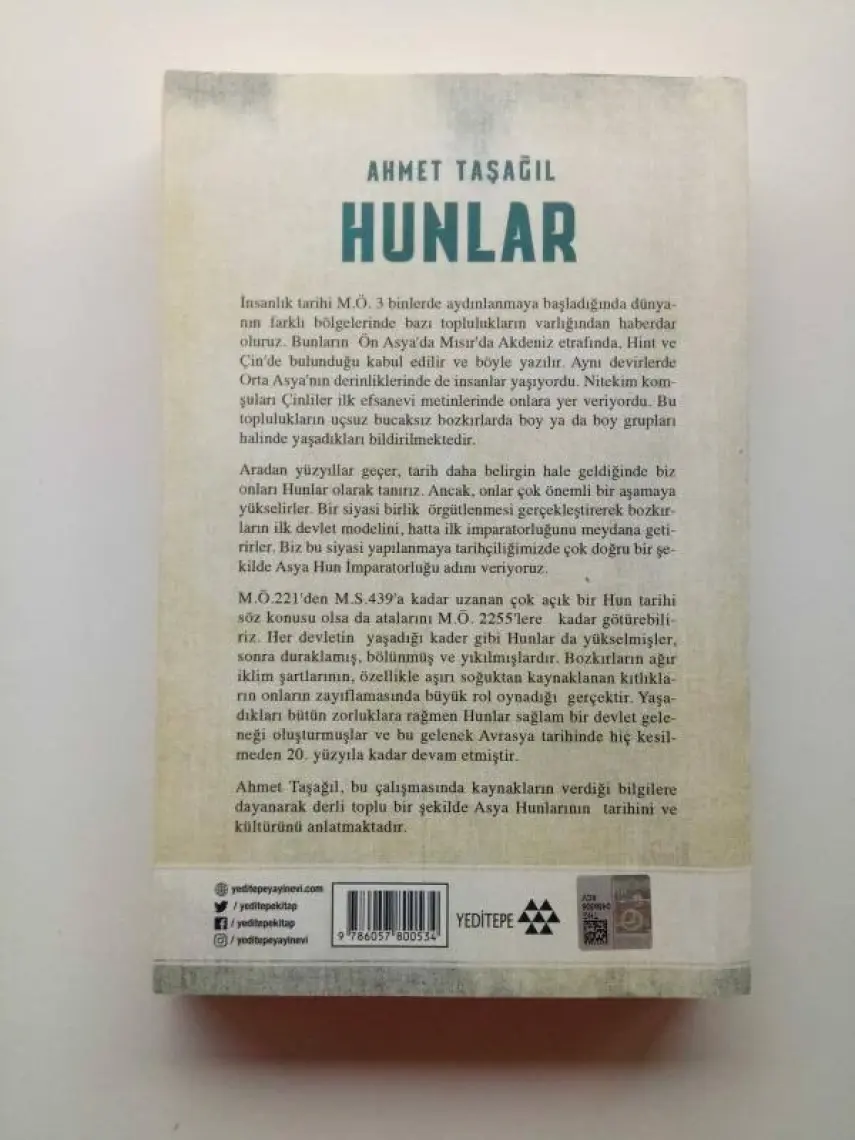 AHMET TAŞAĞIL
HUNLAR
İnsanlık tarihi M.Ö. 3 binlerde aydınlanmaya başladığında dünya-
nın farklı bölgelerinde bazı toplulukların varlığından haberdar
oluruz. Bunların Ön Asya'da Mısır'da Akdeniz etrafında, Hint ve
Çin'de bulunduğu kabul edilir ve böyle yazılır. Aynı devirlerde
Orta Asya'nın derinliklerinde de insanlar yaşıyordu. Nitekim kom-
şuları Çinliler ilk efsanevi metinlerinde onlara yer veriyordu. Bu
toplulukların uçsuz bucaksız bozkırlarda boy ya da boy grupları
halinde yaşadıkları bildirilmektedir.
Aradan yüzyıllar geçer, tarih daha belirgin hale geldiğinde biz
onları Hunlar olarak tanırız. Ancak, onlar çok önemli bir aşamaya
yükselirler. Bir siyasi birlik örgütlenmesi gerçekleştirerek bozkır-
ların ilk devlet modelini, hatta ilk imparatorluğunu meydana geti-
rirler. Biz bu siyasi yapılanmaya tarihçiliğimizde çok doğru bir şe-
kilde Asya Hun İmparatorluğu adını veriyoruz.
M.Ö.221'den M.S.439'a kadar uzanan çok açık bir Hun tarihi
söz konusu olsa da atalarını M.Ö. 2255'lere kadar götürebili-
riz. Her devletin yaşadığı kader gibi Hunlar da yükselmişler,
sonra duraklamış, bölünmüş ve yıkılmışlardır. Bozkırların ağır
iklim şartlarının, özellikle aşırı soğuktan kaynaklanan kıtlıkla-
rın onların zayıflamasında büyük rol oynadığı gerçektir. Yaşa-
dıkları bütün zorluklara rağmen Hunlar sağlam bir devlet gele-
neği oluşturmuşlar ve bu gelenek Avrasya tarihinde hiç kesil-
meden 20. yüzyıla kadar devam etmiştir.
Ahmet Taşağıl, bu çalışmasında kaynakların verdiği bilgilere
dayanarak derli toplu bir şekilde Asya Hunlarının tarihini ve
kültürünü anlatmaktadır.
yeditepeyayinevi.com
/ yeditepekitap
/ yeditepekitap
/ yeditepeyayinevi
9 786057 800534
YEDİTEPE